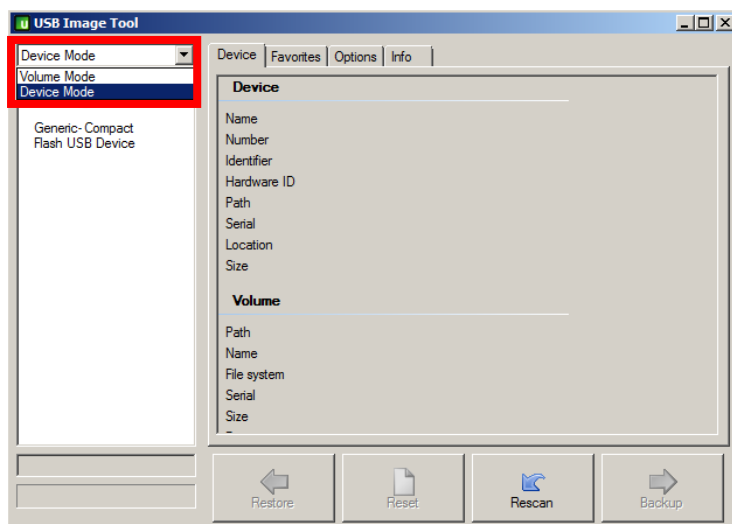 USB Image Tool
Device Mode
Volume Mode
Device Mode
Generic- Compact
Flash USB Device
Device Favorites Options Info
Device
Name
Number
Identifier
Hardware ID
Path
Serial
Location
Size
Volume
Path
Name
File system
Serial
Size
Restore Reset Rescan Backup